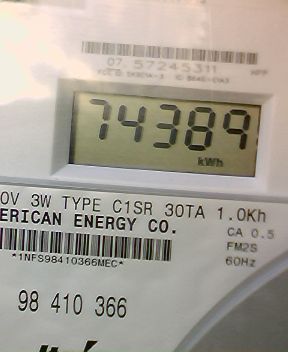 07 57245311
74389
kWh
0V 3W TYPE C1SR 30TA 1.0Kh
ERICAN ENERGY CO.
CA 0.5
FM2S
60Hz
*1NFS98410366MEC*
98 410 366